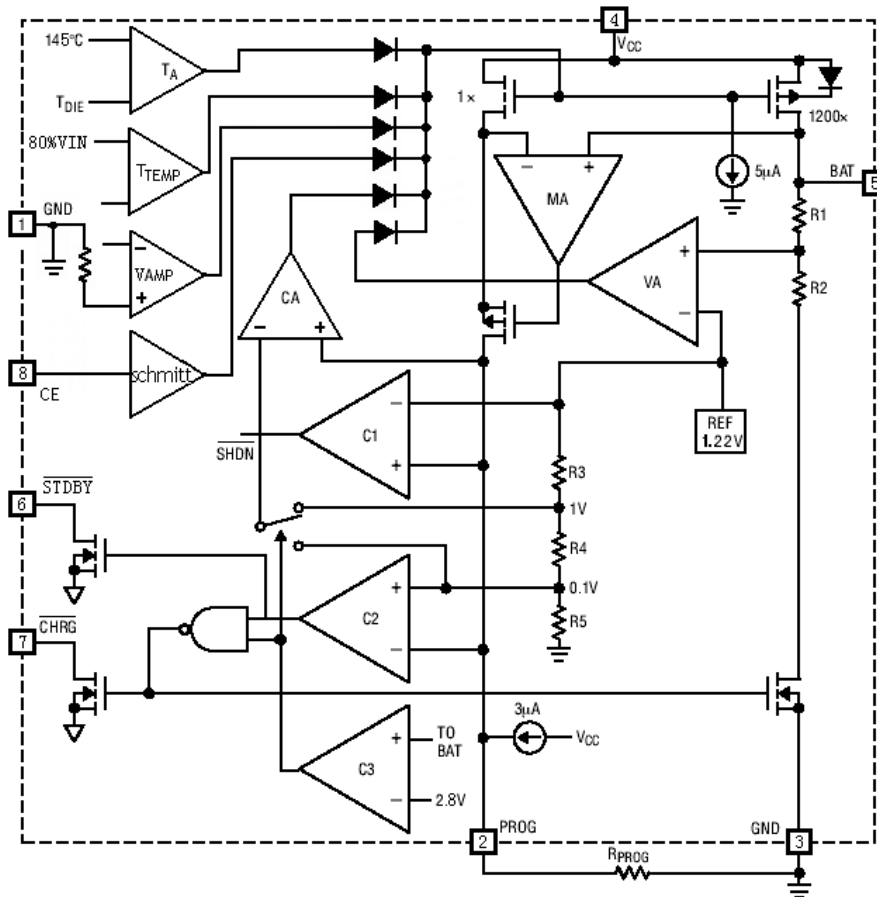 4
145°C
VCC
TA
1×
TDIE
1200×
80%VIN
TTEMP
− +
5μA
BAT
5
MA
GND
1
R1
−
VAMP
+
+
VA
R2
CA
− +
−
8
CE
schmitt
−
C1
REF
1.22V
SHDN
+
R3
STDBY
6
1V
R4
+
0.1V
CHRG
7
C2
R5
−
3μA
+
TO
BAT
VCC
C3
−
2.8V
PROG
GND
2
3
RPROG